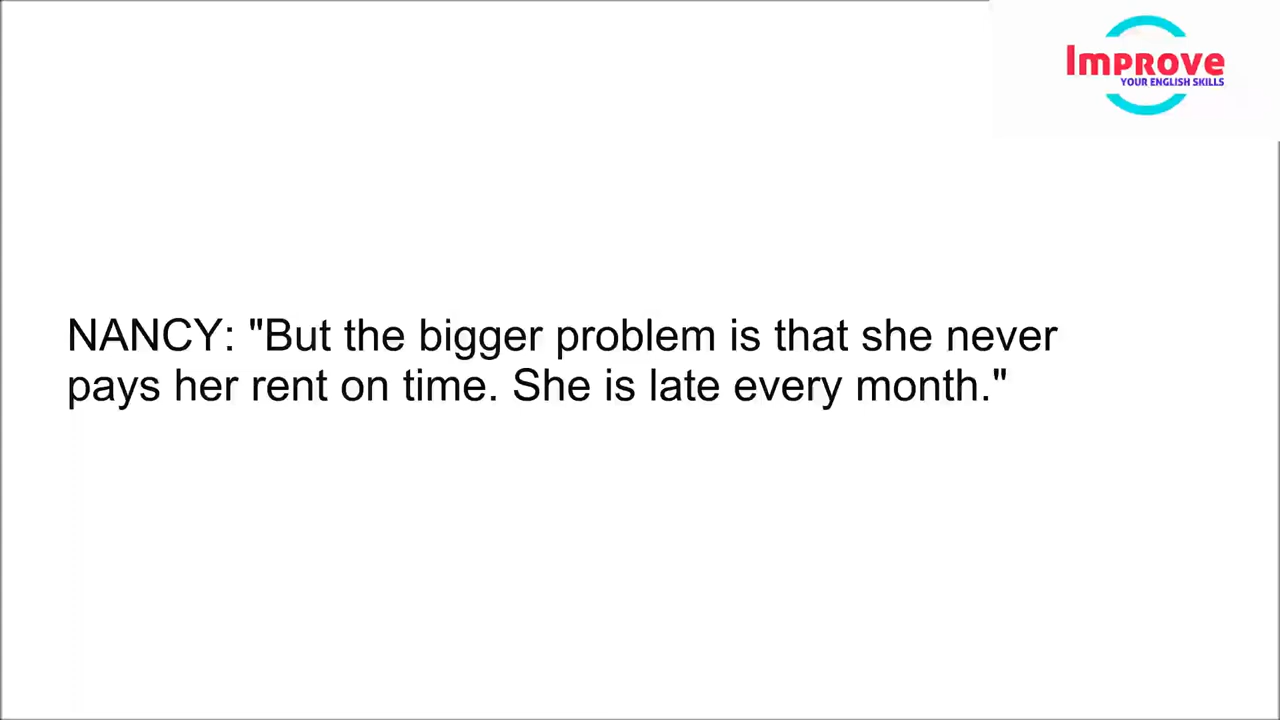 Improve
YOUR ENGLISH SKILLS
NANCY: "But the bigger problem is that she never
pays her rent on time. She is late every month."